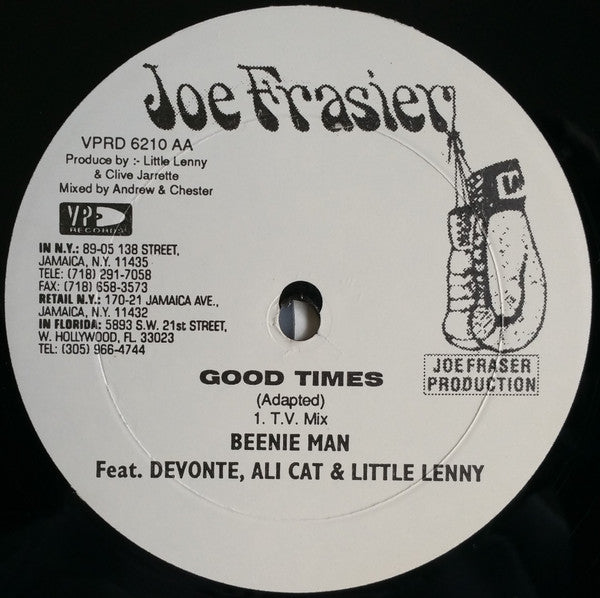 Joe Frasier
VPRD 6210 AA
Produce by :- Little Lenny
& Clive Jarrette
Mixed by Andrew & Chester
VP
RECORDS
IN N.Y.: 89-05 138 STREET,
JAMAICA, N.Y. 11435
TELE: (718) 291-7058
FAX: (718) 658-3573
RETAIL N.Y.: 170-21 JAMAICA AVE.,
JAMAICA, N.Y. 11432
IN FLORIDA: 5893 S.W. 21st STREET,
W. HOLLYWOOD, FL 33023
TEL: (305) 966-4744
JOE FRASER
PRODUCTION
GOOD TIMES
(Adapted)
1. T.V. Mix
BEENIE MAN
Feat. DEVONTE, ALI CAT & LITTLE LENNY